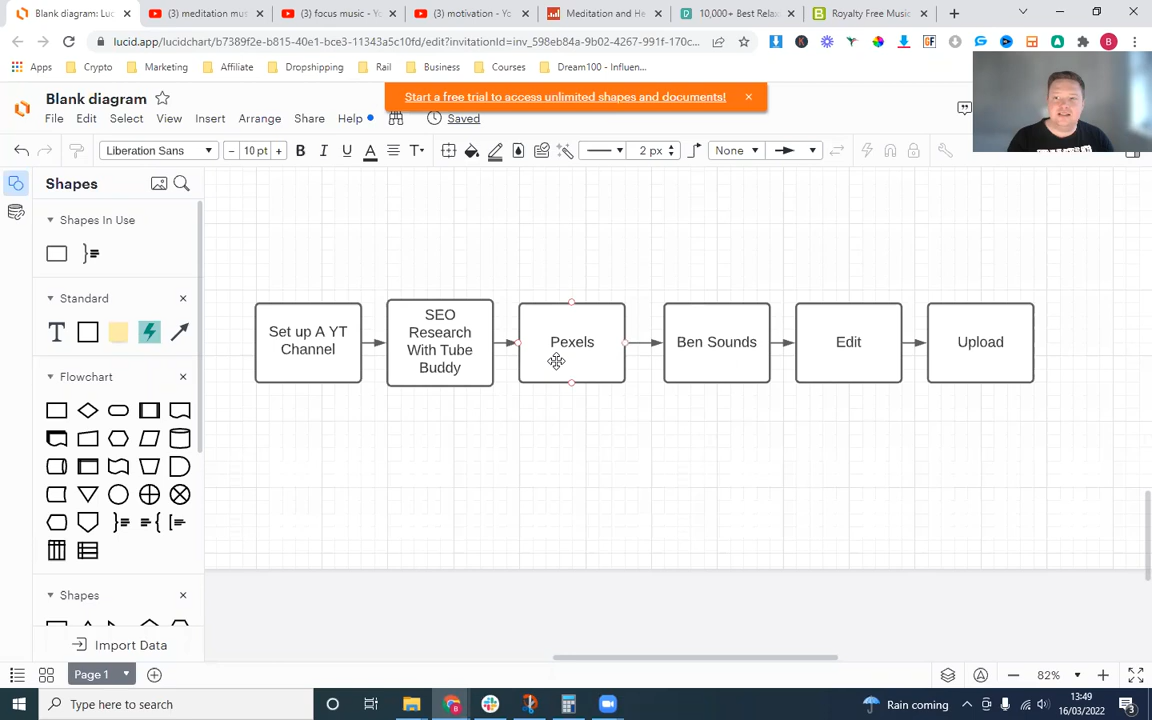 Blank diagram: Luc
(3) meditation mus
(3) focus music - Yo
(3) motivation - Yo
Meditation and He
10,000+ Best Relax
Royalty Free Music
lucid.app/lucidchart/b7389f2e-b815-40e1-bce3-11343a5c10fd/edit?invitationId=inv_598eb84a-9b02-4267-991f-170c...
Apps
Crypto
Marketing
Affiliate
Dropshipping
Rail
Business
Courses
Dream100 - Influen...
Blank diagram
Start a free trial to access unlimited shapes and documents!
File Edit Select View Insert Arrange Share Help Saved
Liberation Sans
10 pt
B I U A T
2 px
None
Shapes
Shapes In Use
Standard
T
Flowchart
Shapes
Import Data
Set up A YT
Channel
SEO
Research
With Tube
Buddy
Pexels
Ben Sounds
Edit
Upload
Page 1
82%
Type here to search
Rain coming
13:49
16/03/2022
3